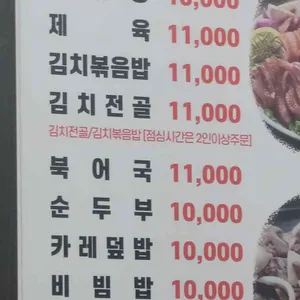 10,000
제 육 11,000
김치볶음밥 11,000
김치전골 11,000
김치전골/김치볶음밥 [점심시간은 2인이상주문]
북 어 국 11,000
순 두 부 10,000
카레덮밥 10,000
비 빔 밥 10,000